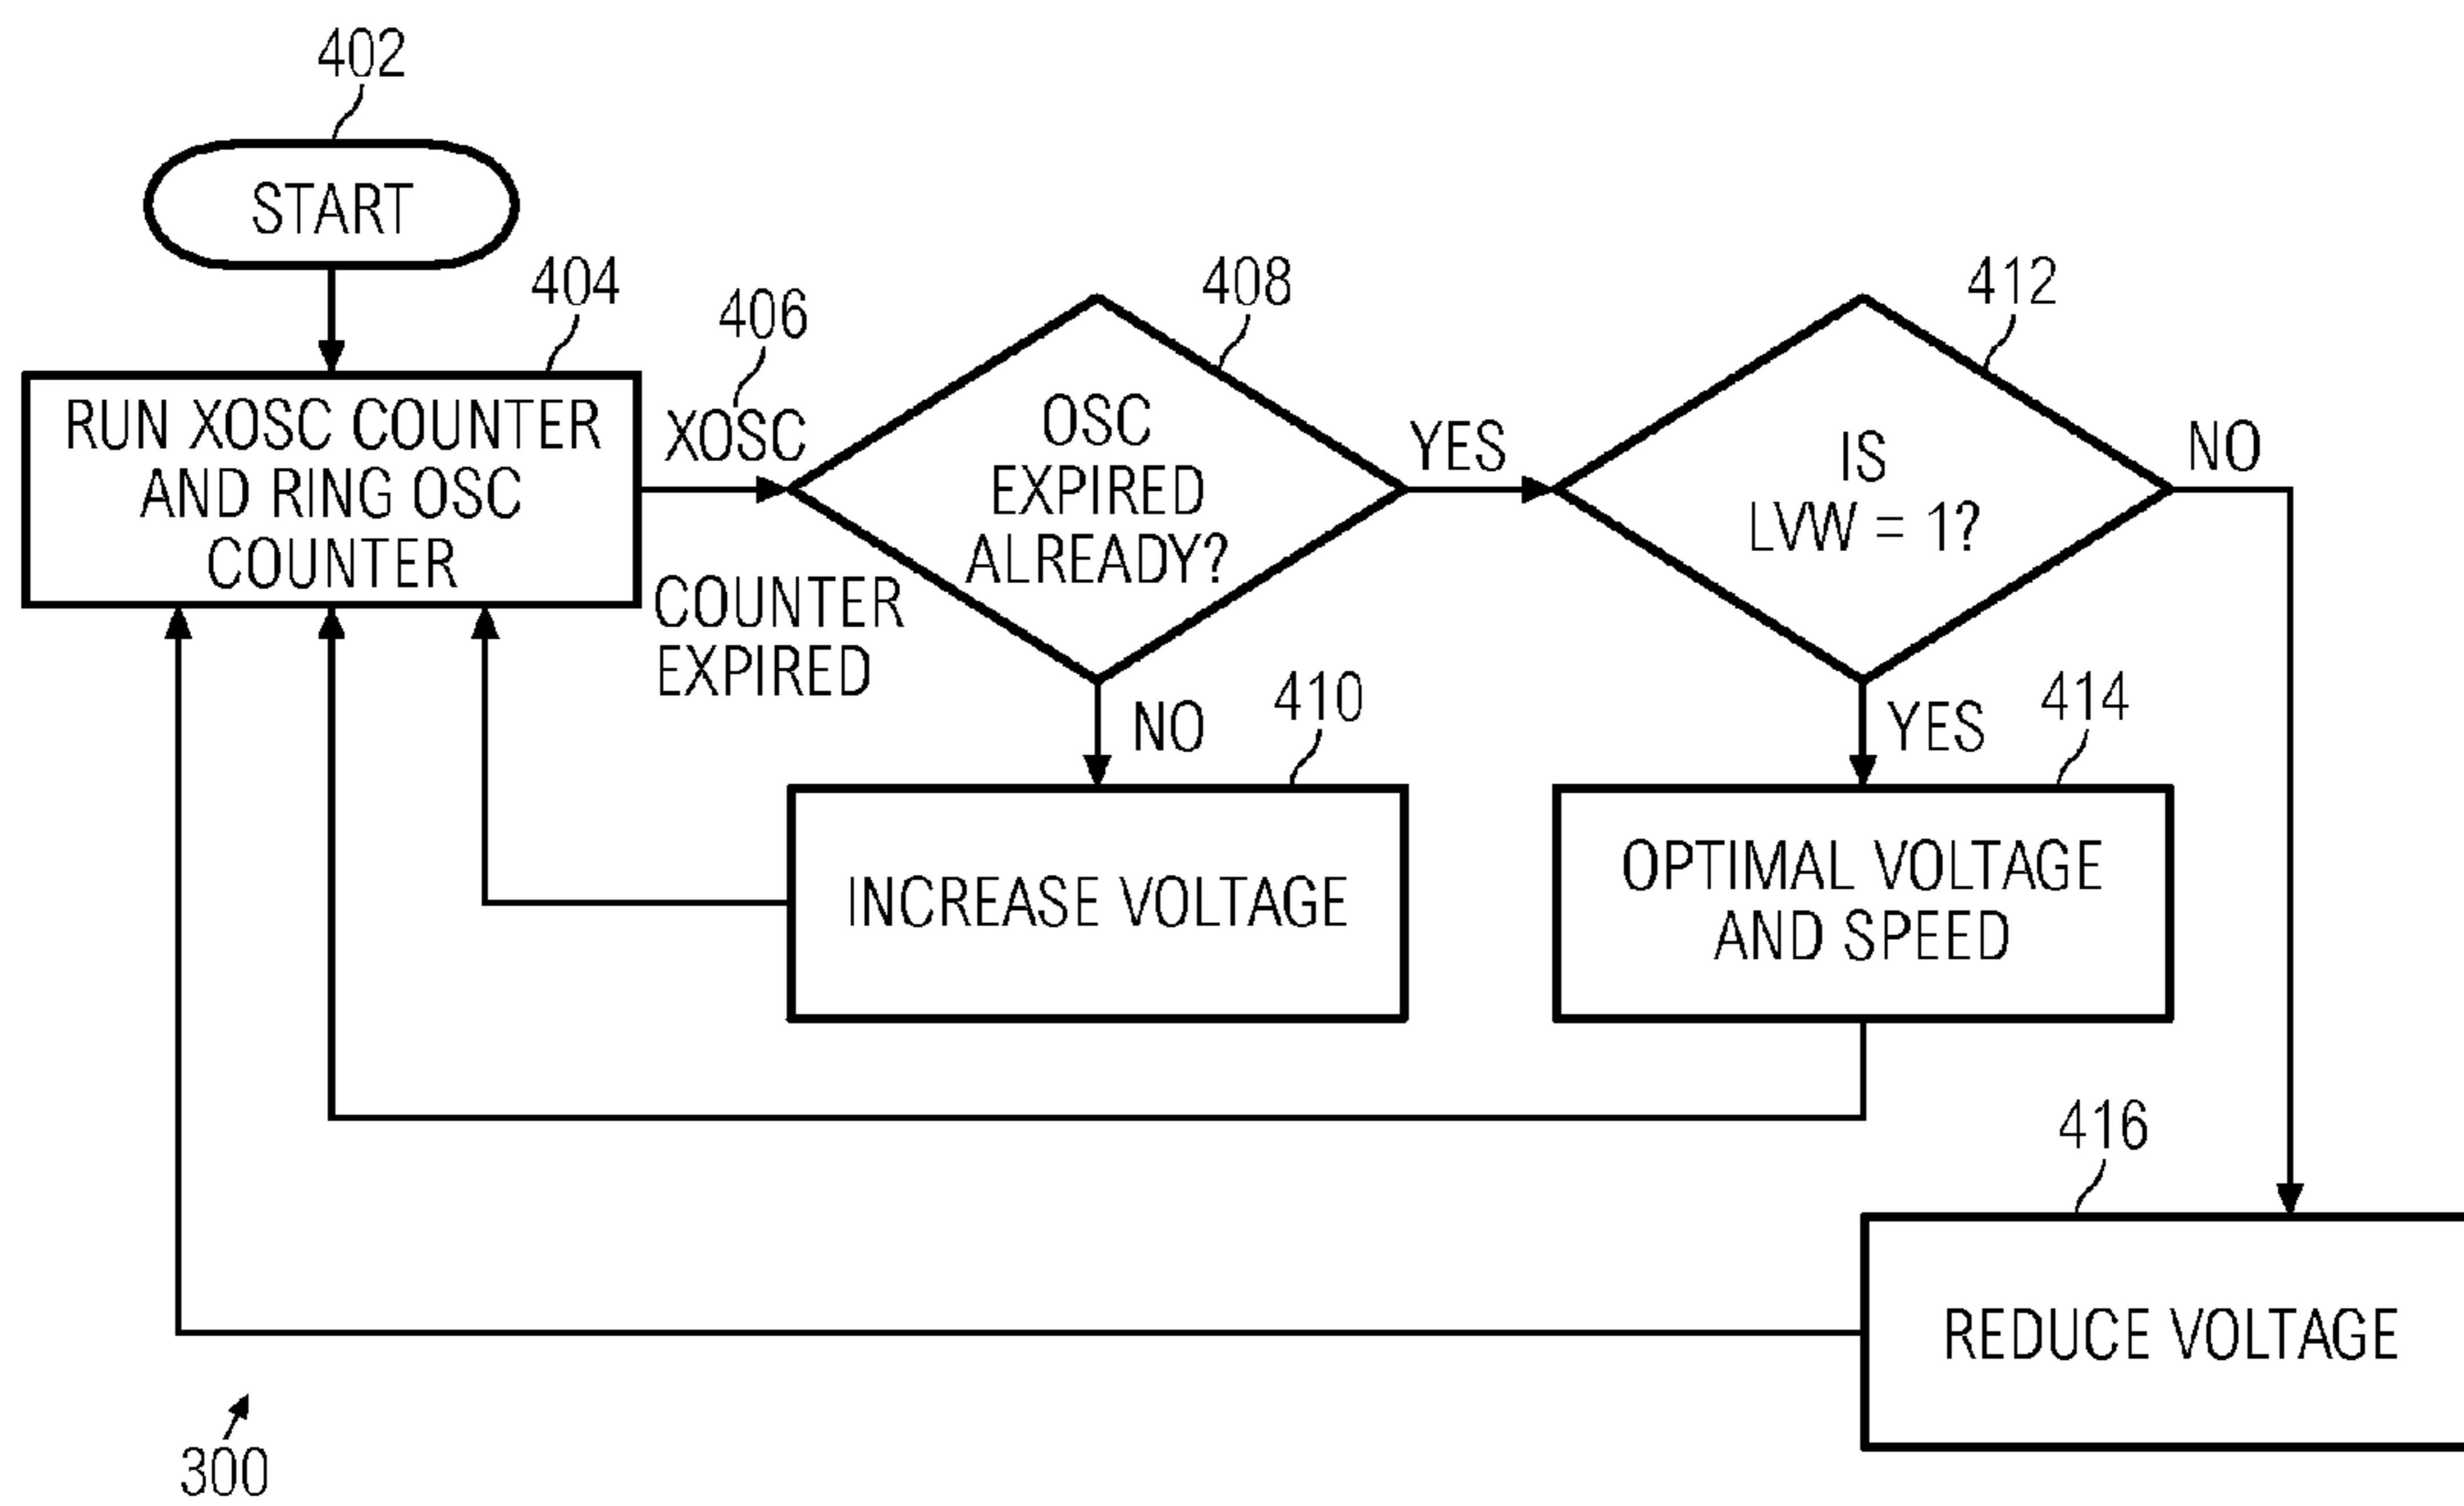 402
START
404
RUN XOSC COUNTER
AND RING OSC
COUNTER
406
XOSC
COUNTER
EXPIRED
408
OSC
EXPIRED
ALREADY?
YES
NO
410
INCREASE VOLTAGE
412
IS
LVW = 1?
NO
YES
414
OPTIMAL VOLTAGE
AND SPEED
416
REDUCE VOLTAGE
300